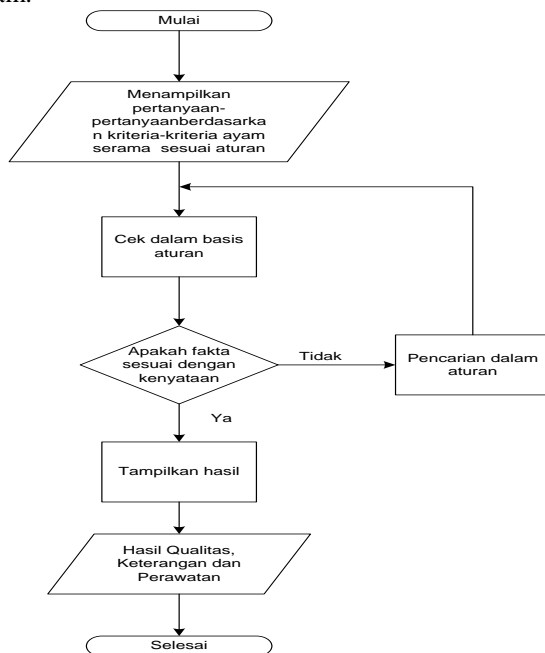 Mulai
Menampilkan
pertanyaan-
pertanyaanberdasarka
n kriteria-kriteria ayam
serama sesuai aturan
Cek dalam basis
aturan
Apakah fakta
sesuai dengan
kenyataan
Tidak
Pencarian dalam
aturan
Ya
Tampilkan hasil
Hasil Qualitas,
Keterangan dan
Perawatan
Selesai